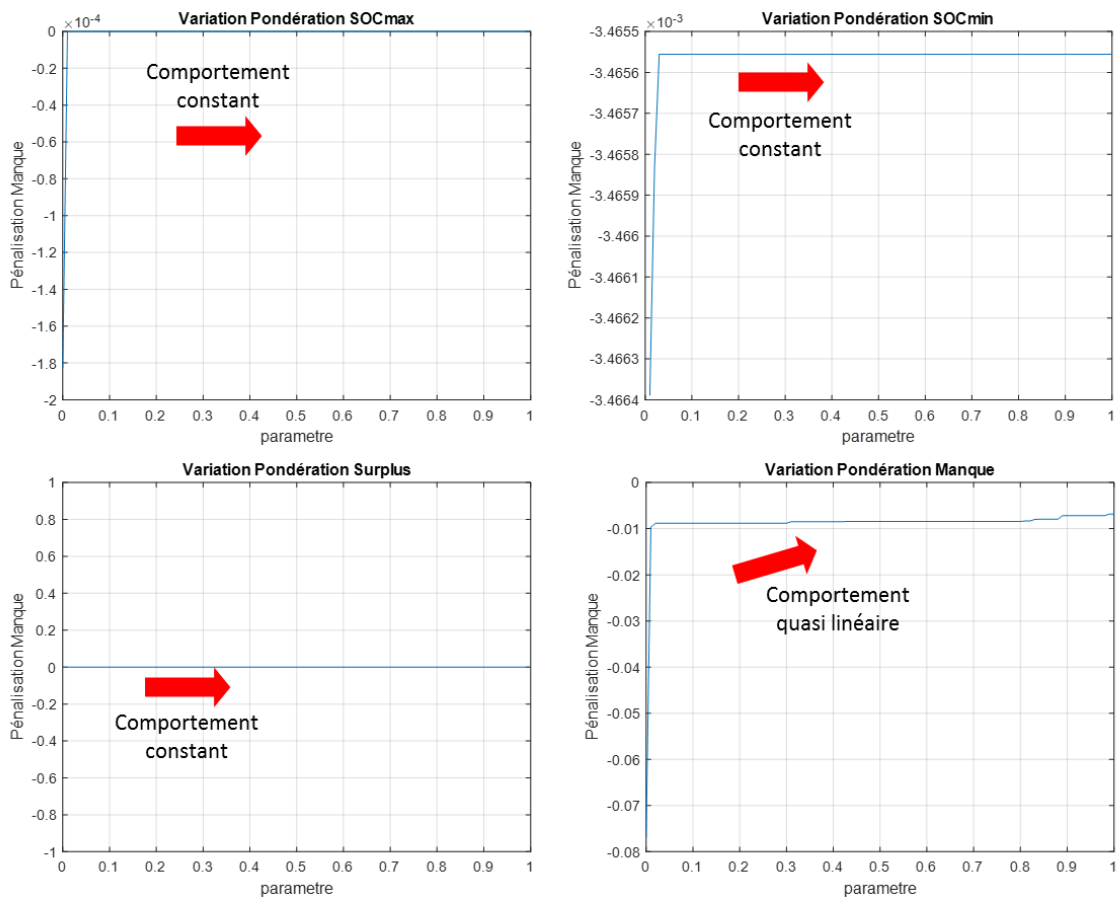 Variation Pondération SOCmax
×10-4
0
-0.2
-0.4
-0.6
-0.8
-1
-1.2
-1.4
-1.6
-1.8
-2
Pénalisation Manque
Comportement
constant
0 0.1 0.2 0.3 0.4 0.5 0.6 0.7 0.8 0.9 1
parametre
Variation Pondération SOCmin
×10-3
-3.4655
-3.4656
-3.4657
-3.4658
-3.4659
-3.466
-3.4661
-3.4662
-3.4663
-3.4664
Pénalisation Manque
Comportement
constant
0 0.1 0.2 0.3 0.4 0.5 0.6 0.7 0.8 0.9 1
parametre
Variation Pondération Surplus
1
0.8
0.6
0.4
0.2
0
-0.2
-0.4
-0.6
-0.8
-1
Pénalisation Manque
Comportement
constant
0 0.1 0.2 0.3 0.4 0.5 0.6 0.7 0.8 0.9 1
parametre
Variation Pondération Manque
0
-0.01
-0.02
-0.03
-0.04
-0.05
-0.06
-0.07
-0.08
Pénalisation Manque
Comportement
quasi linéaire
0 0.1 0.2 0.3 0.4 0.5 0.6 0.7 0.8 0.9 1
parametre